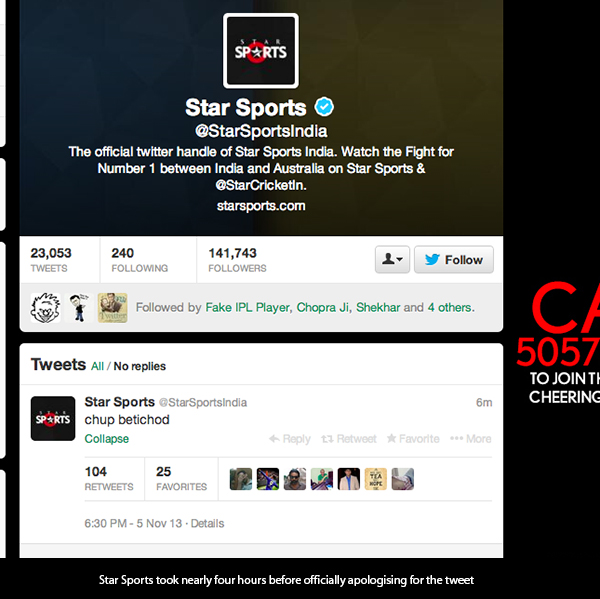 STAR
SPORTS
Star Sports
@StarSportsIndia
The official twitter handle of Star Sports India. Watch the Fight for
Number 1 between India and Australia on Star Sports &
@StarCricketIn.
starsports.com
23,053
TWEETS
240
FOLLOWING
141,743
FOLLOWERS
Follow
Followed by Fake IPL Player, Chopra Ji, Shekhar and 4 others.
CA
5057
TO JOIN TH
CHEERING
Tweets All / No replies
STAR
SPORTS
Star Sports @StarSportsIndia 6m
chup betichod
Collapse Reply Retweet Favorite More
104
RETWEETS
25
FAVORITES
TEA
HOPE
6:30 PM - 5 Nov 13 · Details
Star Sports took nearly four hours before officially apologising for the tweet